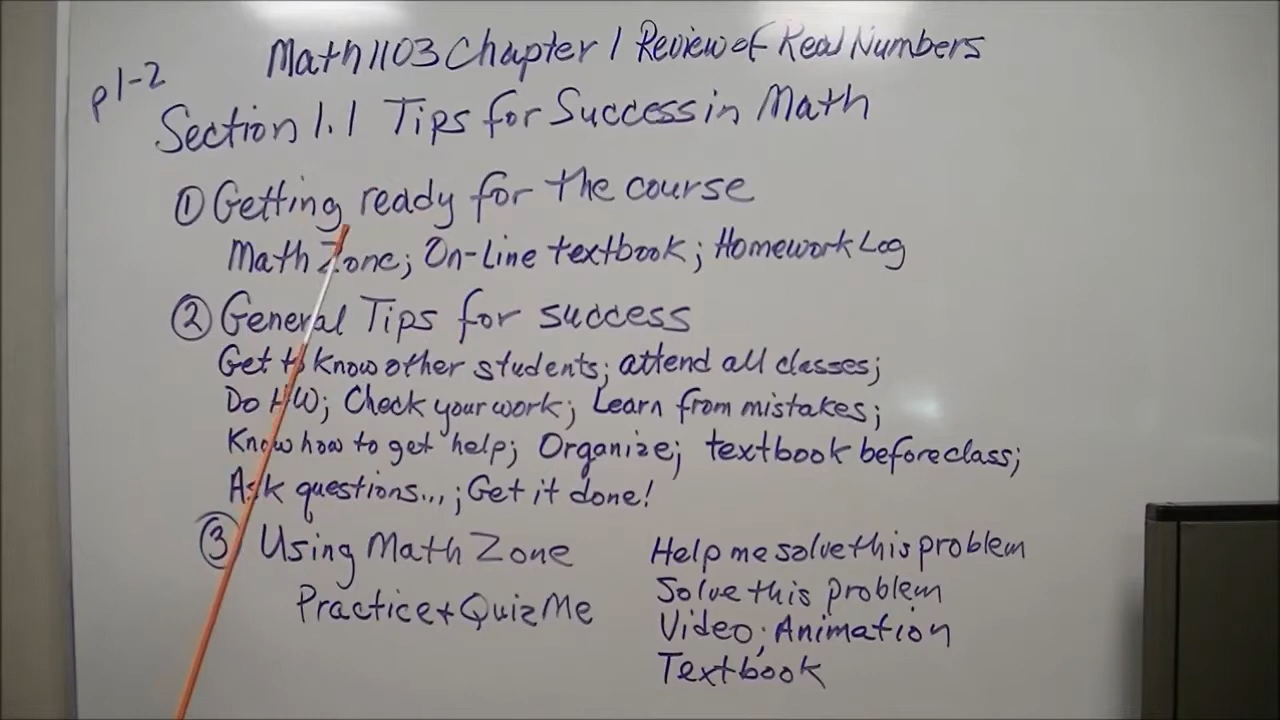 Math 1103 Chapter 1 Review of Real Numbers
p 1-2
Section 1.1 Tips for Success in Math
① Getting ready for the course
Math Zone; On-Line textbook; Homework Log
② General Tips for success
Get to know other students; attend all classes;
Do HW; Check your work; Learn from mistakes;
Know how to get help; Organize; textbook before class;
Ask questions...; Get it done!
③ Using Math Zone
Practice + Quiz Me
Help me solve this problem
Solve this problem
Video; Animation
Textbook